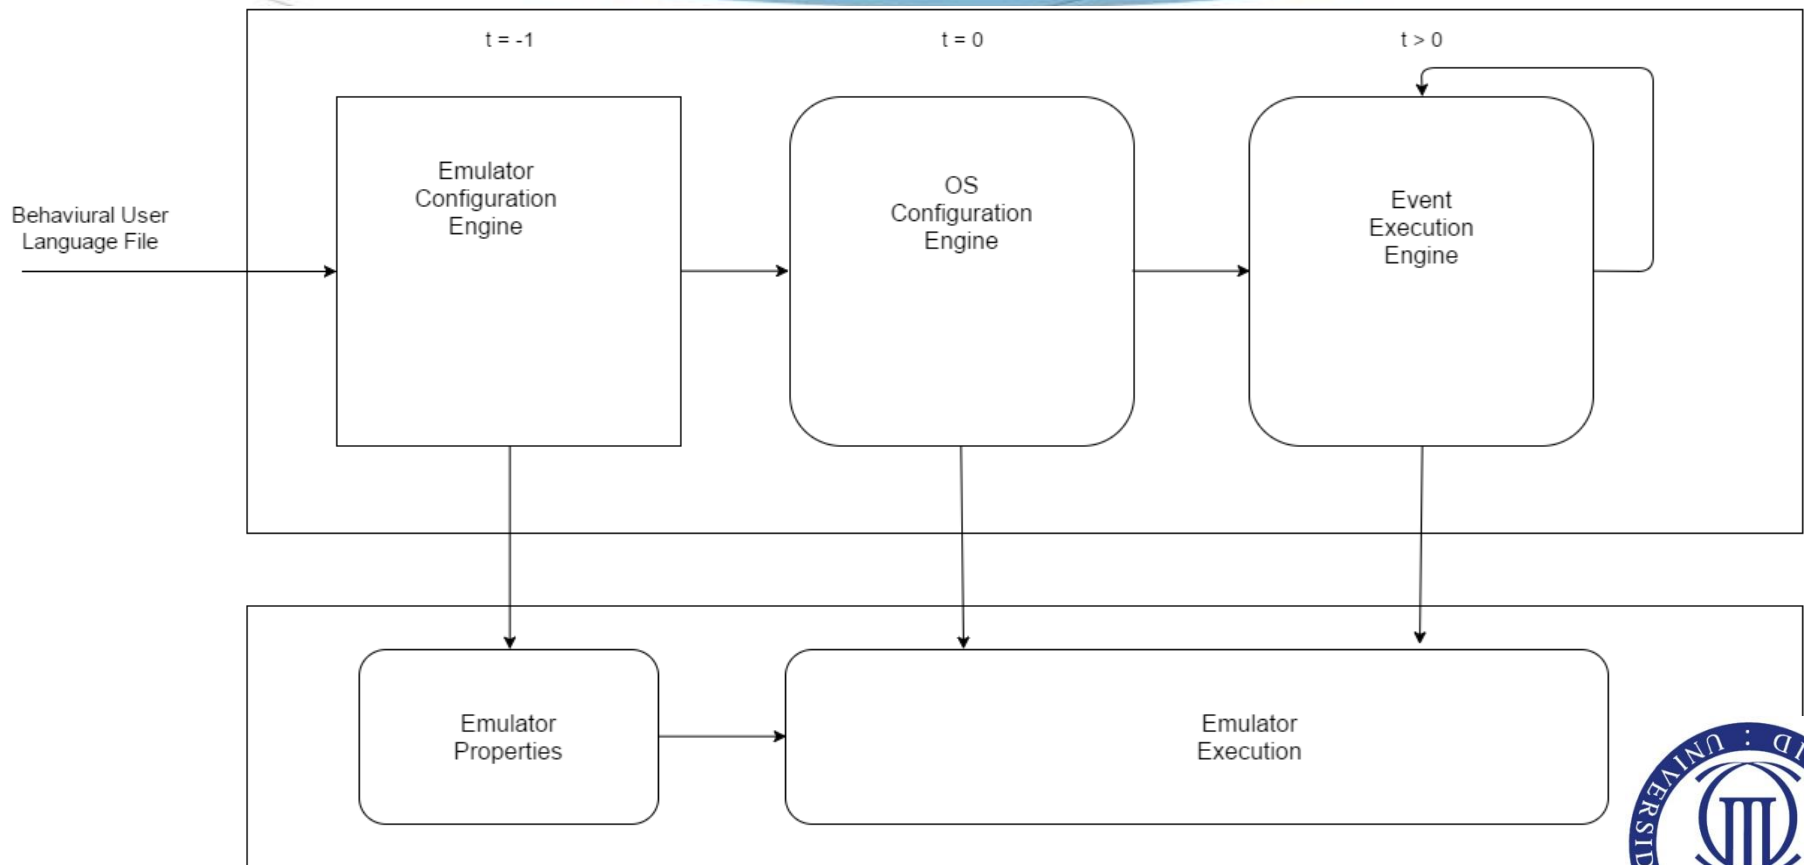 t = -1
t = 0
t > 0
Emulator
Configuration
Engine
OS
Configuration
Engine
Event
Execution
Engine
Behaviural User
Language File
Emulator
Properties
Emulator
Execution